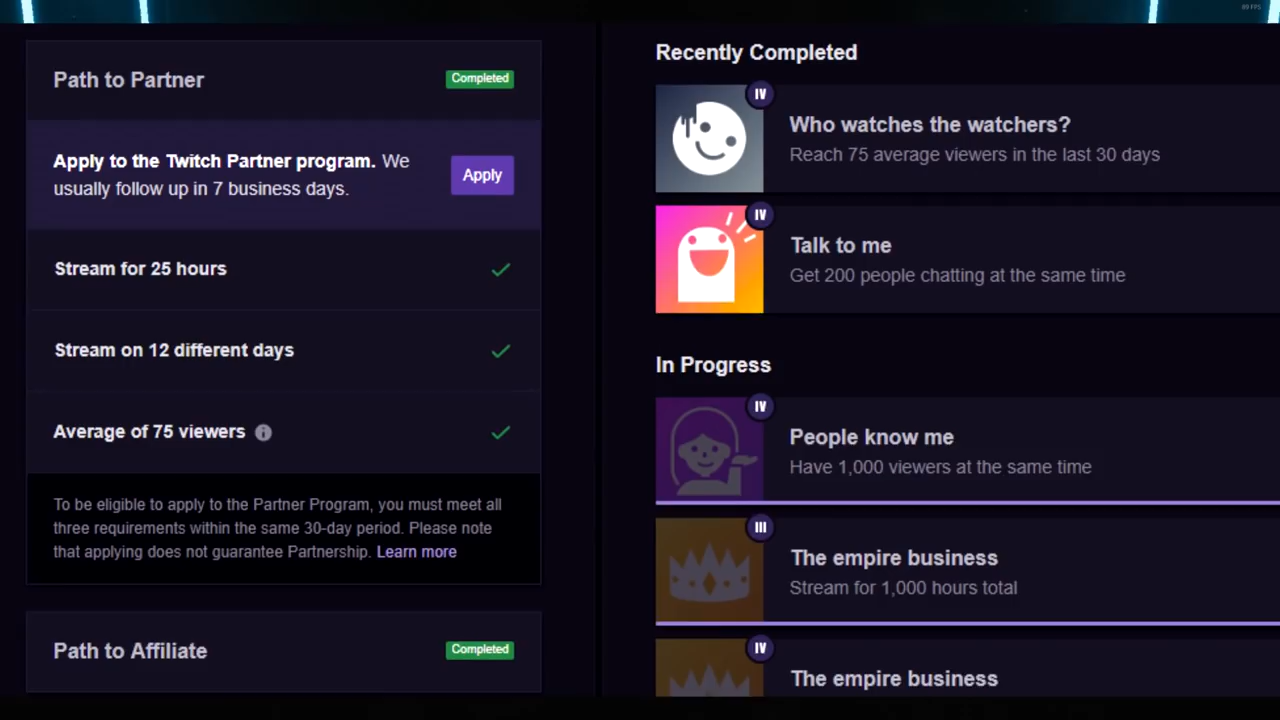 89 FPS
Path to Partner
Completed
Apply to the Twitch Partner program. We
usually follow up in 7 business days.
Apply
Stream for 25 hours
Stream on 12 different days
Average of 75 viewers
To be eligible to apply to the Partner Program, you must meet all
three requirements within the same 30-day period. Please note
that applying does not guarantee Partnership. Learn more
Path to Affiliate
Completed
Recently Completed
IV
Who watches the watchers?
Reach 75 average viewers in the last 30 days
IV
Talk to me
Get 200 people chatting at the same time
In Progress
IV
People know me
Have 1,000 viewers at the same time
III
The empire business
Stream for 1,000 hours total
IV
The empire business